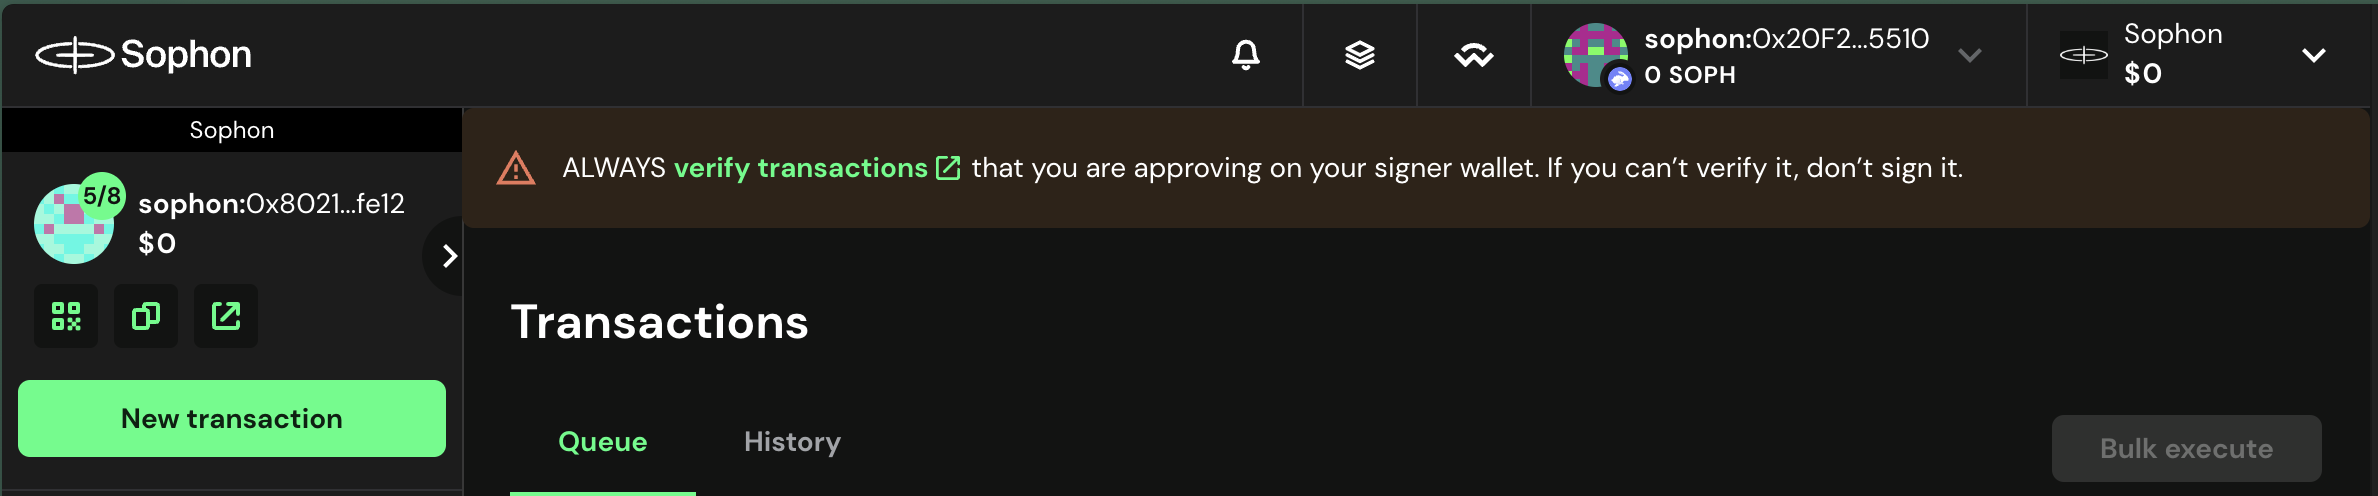 Sophon
sophon:0x20F2...5510
0 SOPH
Sophon
$0
Sophon
5/8
sophon:0x8021...fe12
$0
New transaction
ALWAYS verify transactions that you are approving on your signer wallet. If you can’t verify it, don’t sign it.
Transactions
Queue
History
Bulk execute